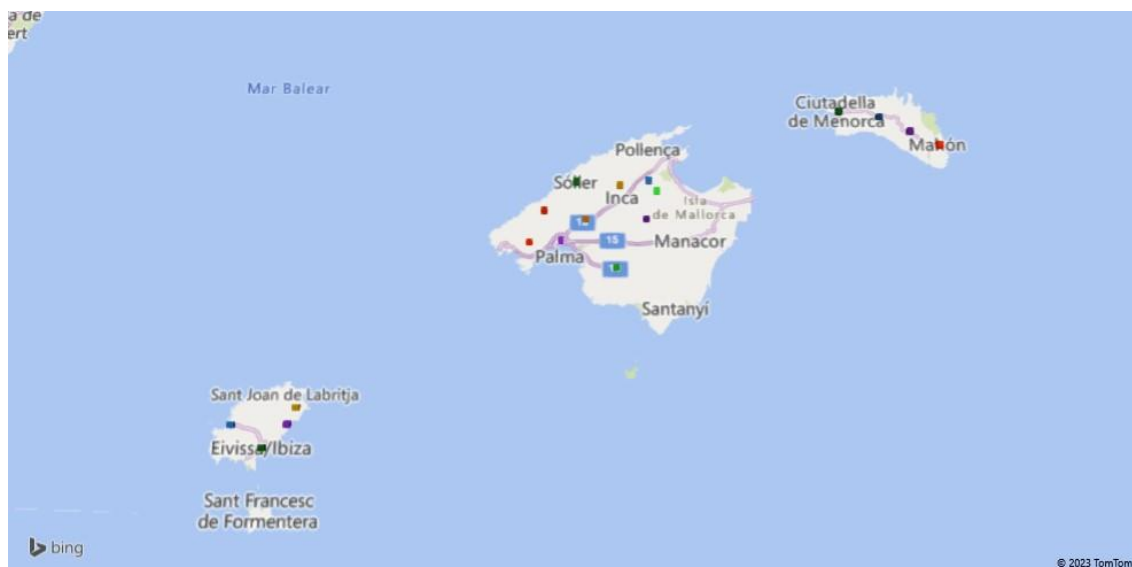 a de
ert
Mar Balear
Ciutadella
de Menorca
Mahón
Pollença
Sóller
Inca
Isla
de Mallorca
15
Manacor
Palma
Santanyí
Sant Joan de Labritja
Eivissa/Ibiza
Sant Francesc
de Formentera
bing
© 2023 TomTom